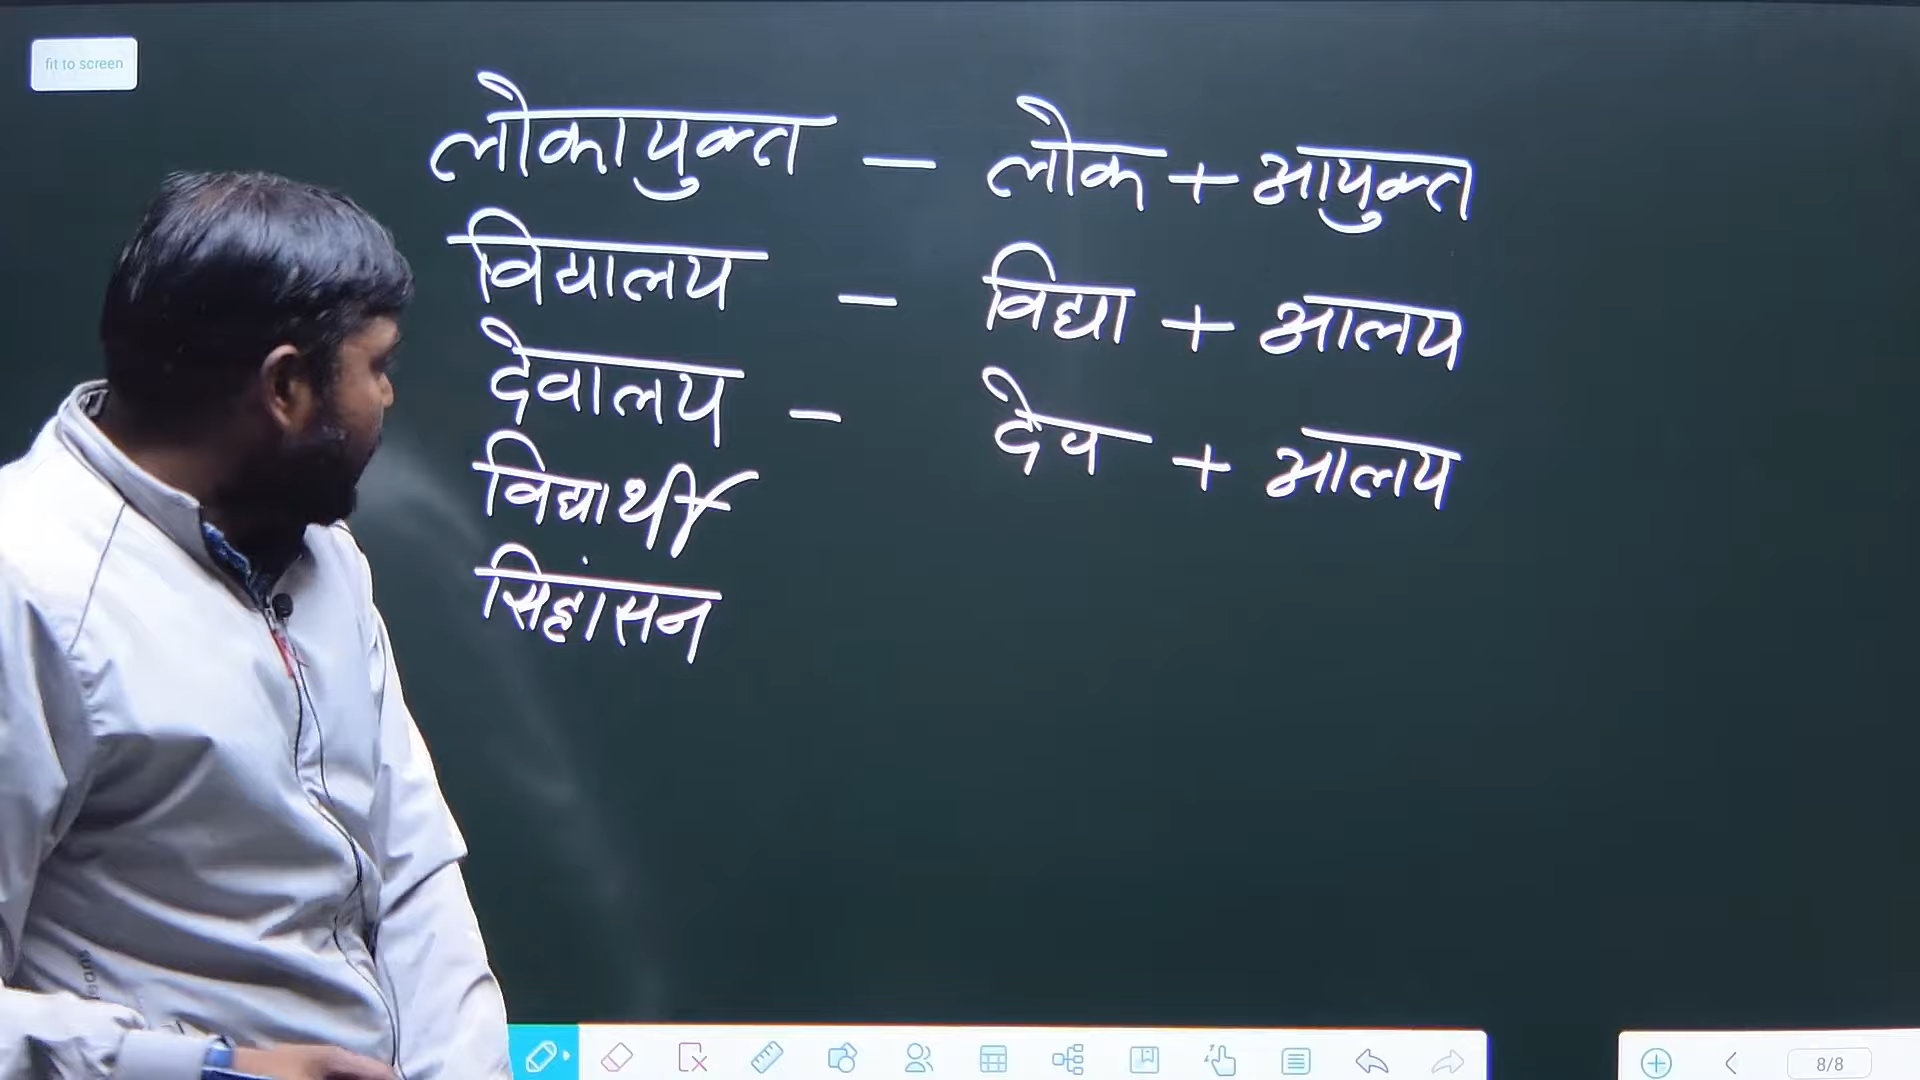 fit to screen
लोकायुक्त – लोक + आयुक्त
विद्यालय – विद्या + आलय
देवालय – देव + आलय
विद्यार्थी
सिहांसन
8/8